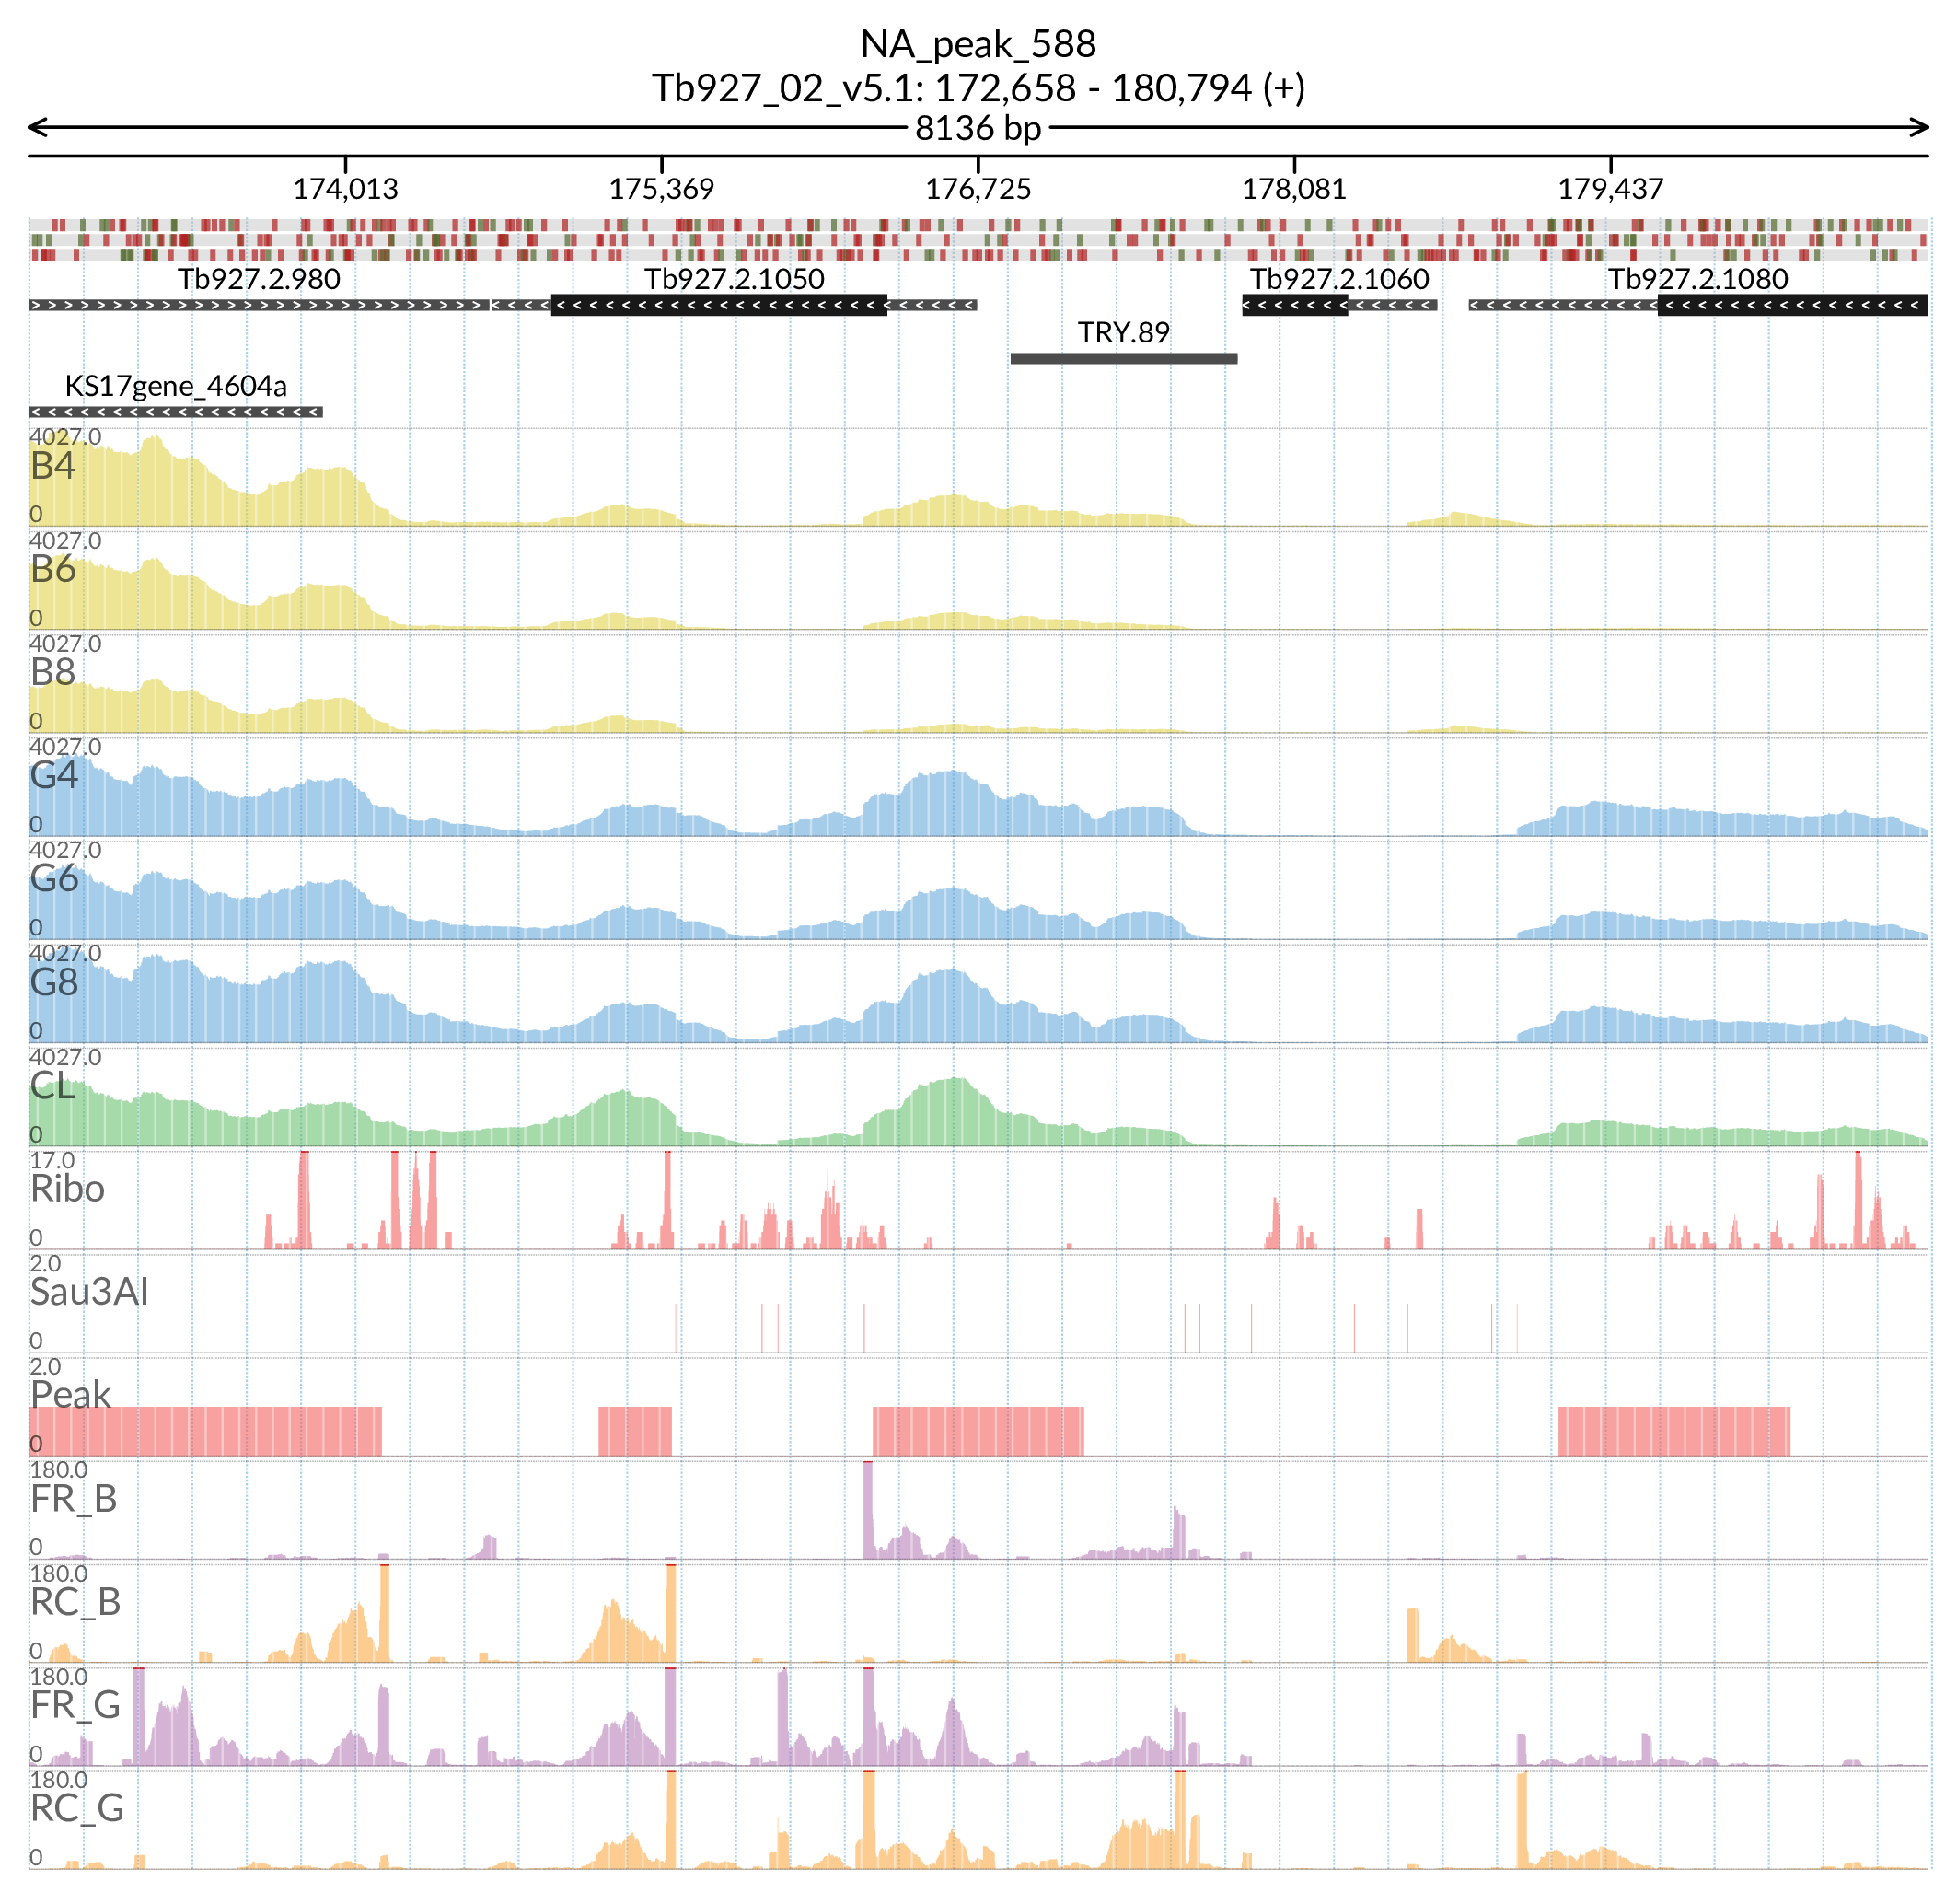 NA_peak_588
Tb927_02_v5.1: 172,658 - 180,794 (+)
8136 bp
174,013 175,369 176,725 178,081 179,437
Tb927.2.980 Tb927.2.1050 Tb927.2.1060 Tb927.2.1080
TRY.89
KS17gene_4604a
4027.0
B4
0
4027.0
B6
0
4027.0
B8
0
4027.0
G4
0
4027.0
G6
0
4027.0
G8
0
4027.0
CL
0
17.0
Ribo
0
2.0
Sau3AI
0
2.0
Peak
0
180.0
FR_B
0
180.0
RC_B
0
180.0
FR_G
0
180.0
RC_G
0